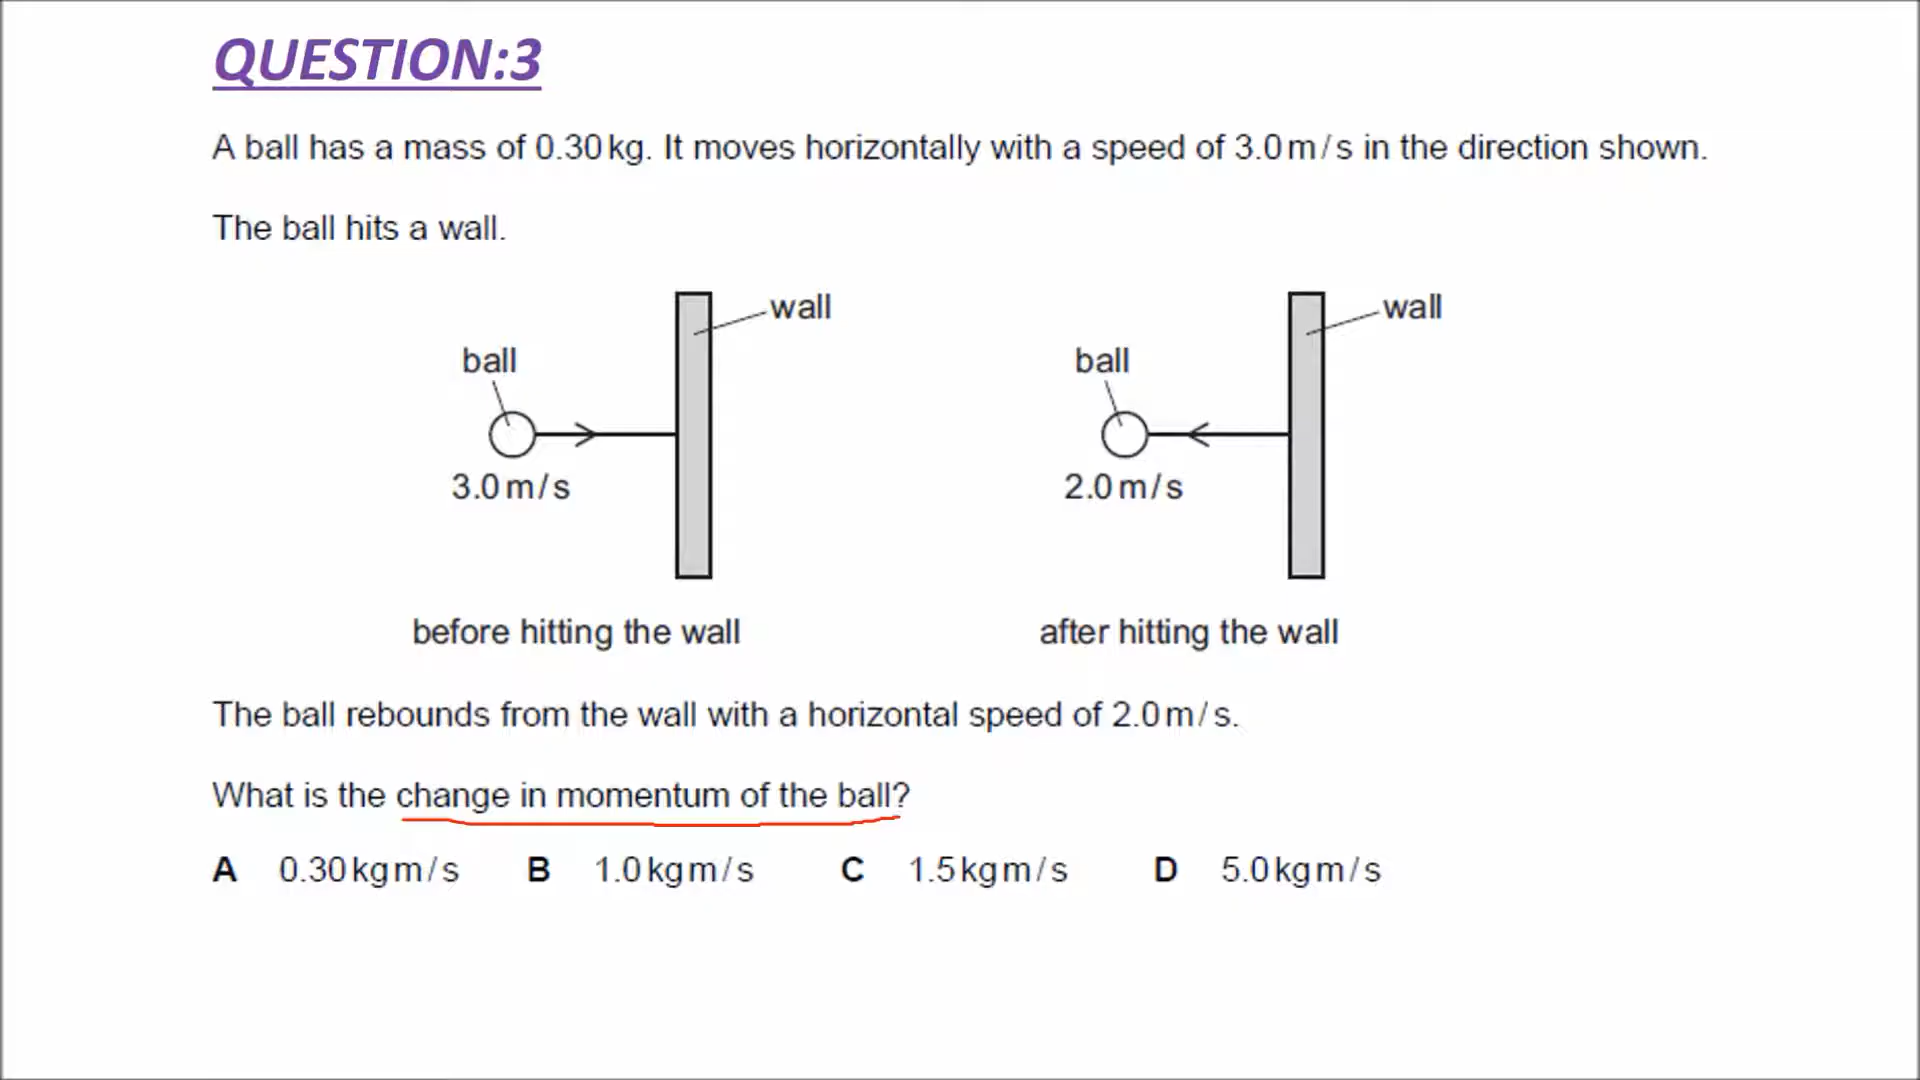 QUESTION:3
A ball has a mass of 0.30 kg. It moves horizontally with a speed of 3.0 m / s in the direction shown.
The ball hits a wall.
wall
ball
3.0 m / s
before hitting the wall
wall
ball
2.0 m / s
after hitting the wall
The ball rebounds from the wall with a horizontal speed of 2.0 m / s.
What is the change in momentum of the ball?
A 0.30 kg m / s B 1.0 kg m / s C 1.5 kg m / s D 5.0 kg m / s